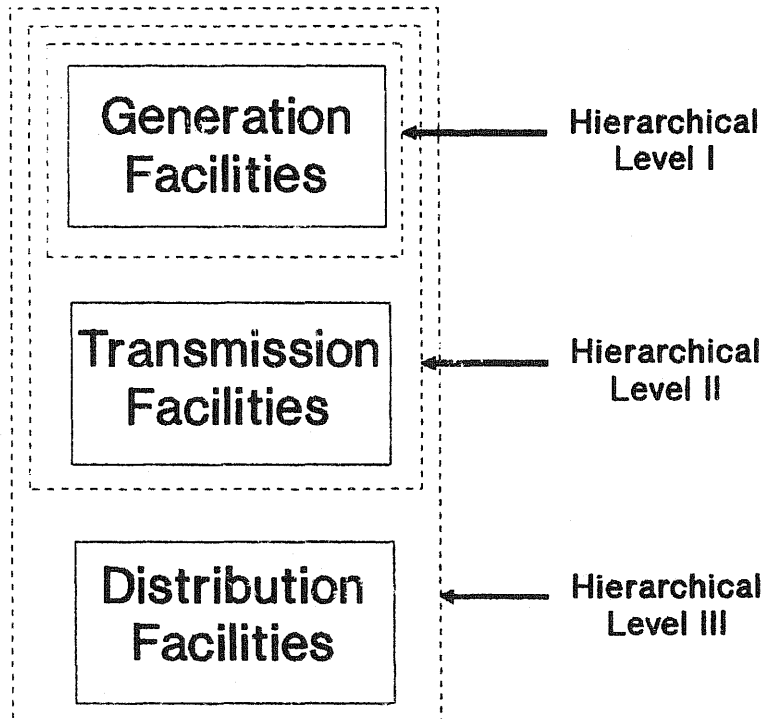 Generation
Facilities
Hierarchical
Level I
Transmission
Facilities
Hierarchical
Level II
Distribution
Facilities
Hierarchical
Level III